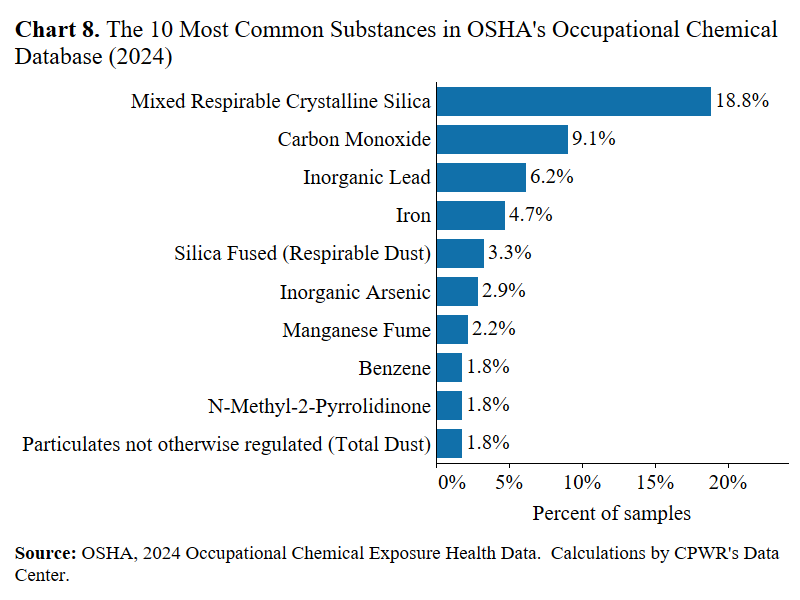 Chart 8. The 10 Most Common Substances in OSHA's Occupational Chemical
Database (2024)
Mixed Respirable Crystalline Silica 18.8%
Carbon Monoxide 9.1%
Inorganic Lead 6.2%
Iron 4.7%
Silica Fused (Respirable Dust) 3.3%
Inorganic Arsenic 2.9%
Manganese Fume 2.2%
Benzene 1.8%
N-Methyl-2-Pyrrolidinone 1.8%
Particulates not otherwise regulated (Total Dust) 1.8%
0% 5% 10% 15% 20%
Percent of samples
Source: OSHA, 2024 Occupational Chemical Exposure Health Data.  Calculations by CPWR's Data
Center.